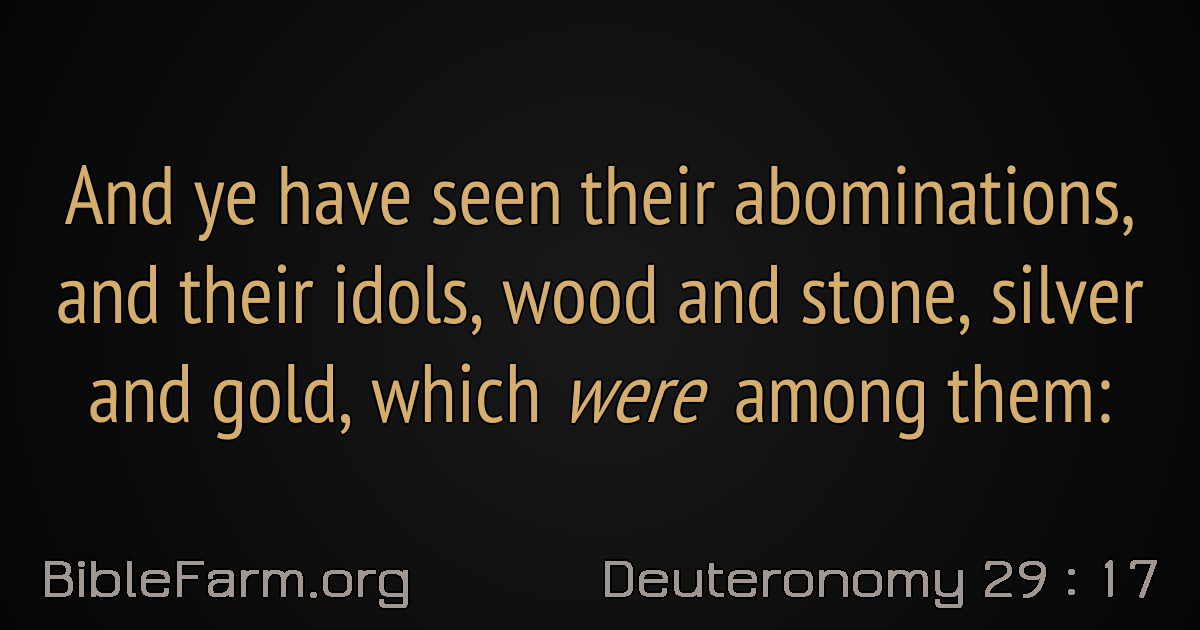 And ye have seen their abominations,
and their idols, wood and stone, silver
and gold, which were among them:
BibleFarm.org
Deuteronomy 29 : 17